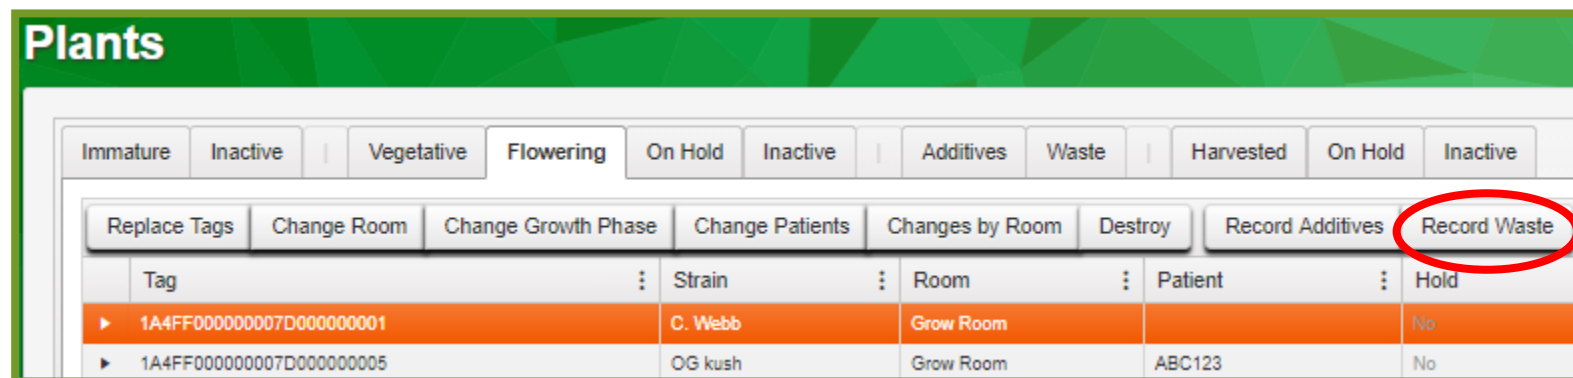 Plants
Immature Inactive Vegetative Flowering On Hold Inactive Additives Waste Harvested On Hold Inactive
Replace Tags Change Room Change Growth Phase Change Patients Changes by Room Destroy Record Additives Record Waste
Tag Strain Room Patient Hold
1A4FF000000007D000000001 C. Webb Grow Room No
1A4FF000000007D000000005 OG kush Grow Room ABC123 No